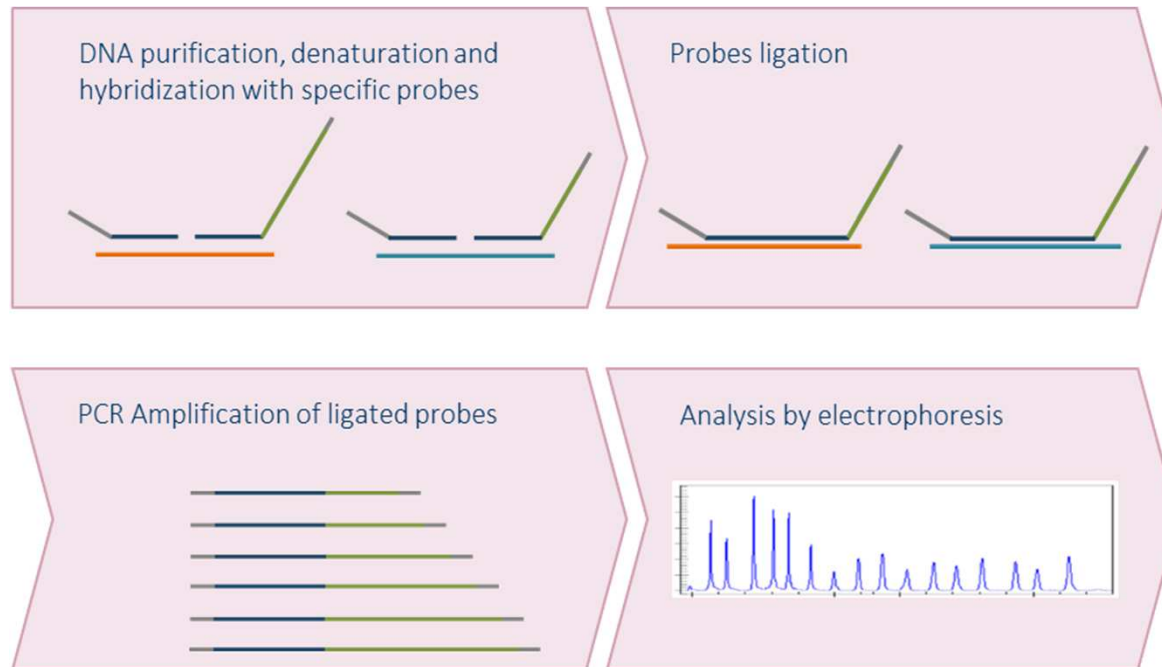 DNA purification, denaturation and
hybridization with specific probes
Probes ligation
PCR Amplification of ligated probes
Analysis by electrophoresis